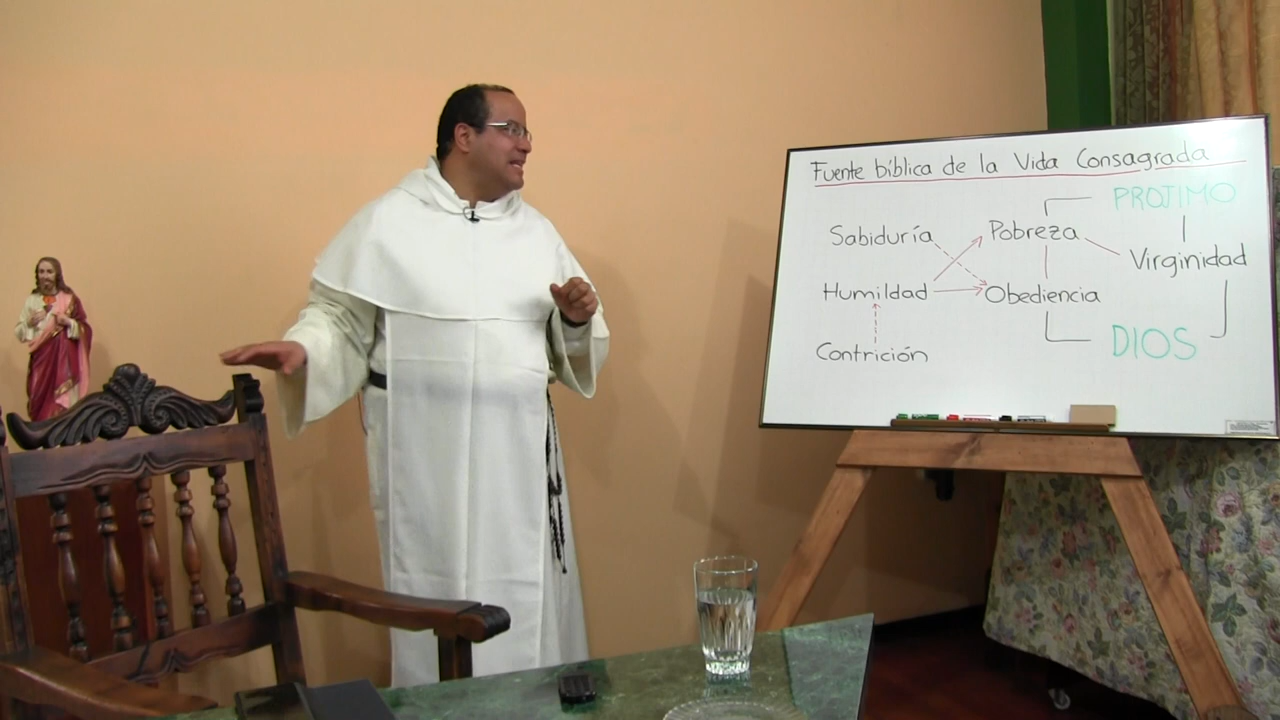 Fuente bíblica de la Vida Consagrada
PROJIMO
Sabiduría
Pobreza
Virginidad
Humildad
Obediencia
Contrición
DIOS